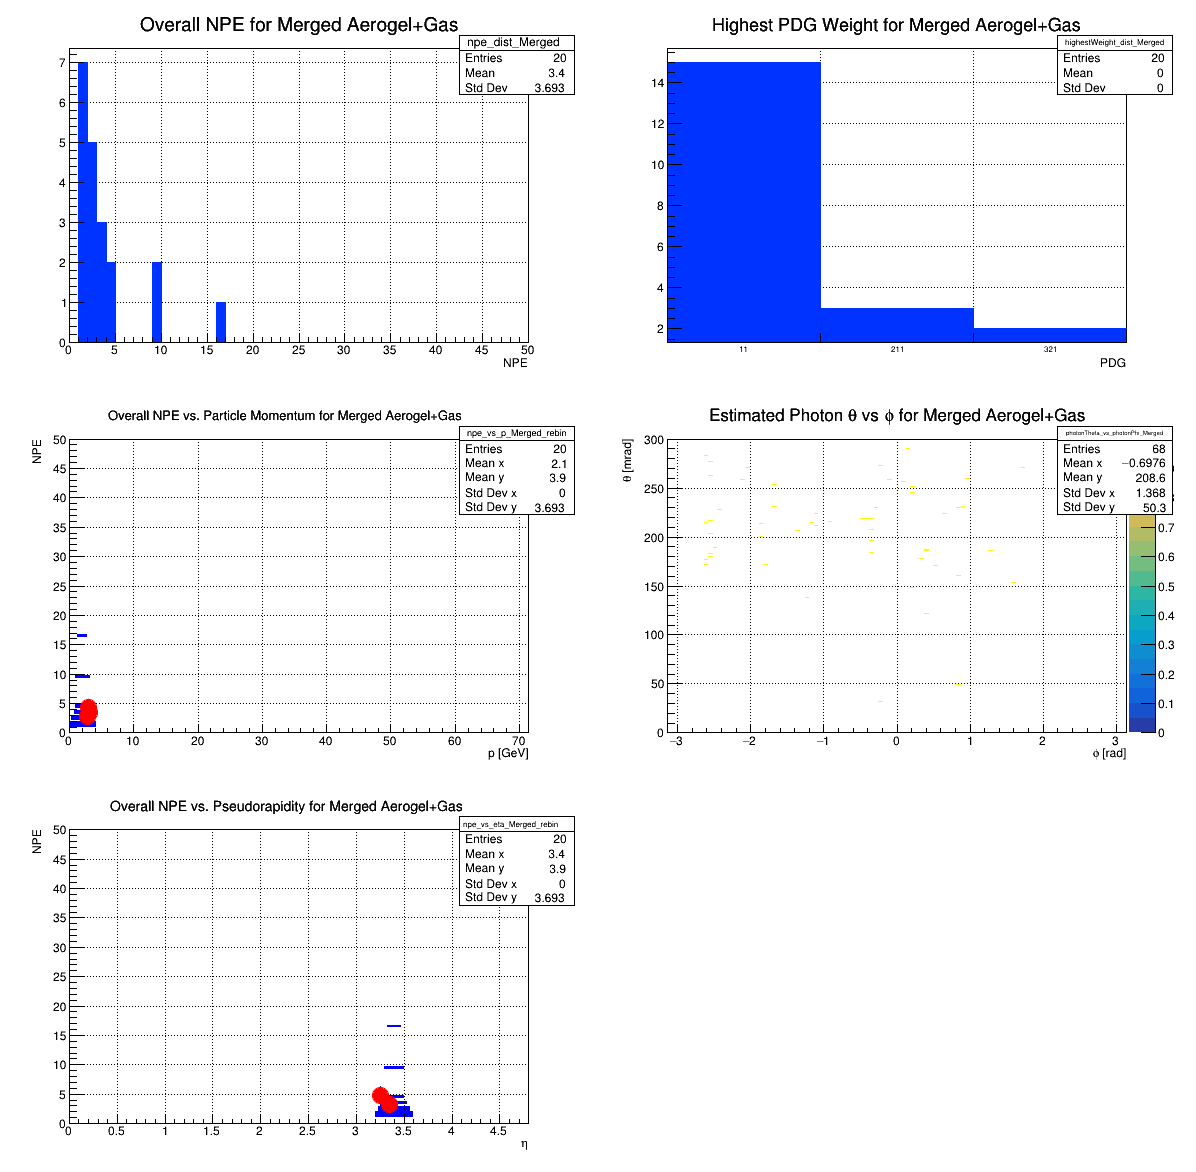 Overall NPE for Merged Aerogel+Gas
npe_dist_Merged
Entries 20
Mean 3.4
Std Dev 3.693
7
6
5
4
3
2
1
0
0 5 10 15 20 25 30 35 40 45 50
NPE
Highest PDG Weight for Merged Aerogel+Gas
highestWeight_dist_Merged
Entries 20
Mean 0
Std Dev 0
14
12
10
8
6
4
2
11 211 321
PDG
Overall NPE vs. Particle Momentum for Merged Aerogel+Gas
npe_vs_p_Merged_rebin
Entries 20
Mean x 2.1
Mean y 3.9
Std Dev x 0
Std Dev y 3.693
NPE
50
45
40
35
30
25
20
15
10
5
0
0 10 20 30 40 50 60 70
p [GeV]
Estimated Photon θ vs ϕ for Merged Aerogel+Gas
photonTheta_vs_photonPhi_Merged
Entries 68
Mean x −0.6976
Mean y 208.6
Std Dev x 1.368
Std Dev y 50.3
θ [mrad]
300
250
200
150
100
50
0
−3 −2 −1 0 1 2 3
ϕ [rad]
0.7
0.6
0.5
0.4
0.3
0.2
0.1
0
Overall NPE vs. Pseudorapidity for Merged Aerogel+Gas
npe_vs_eta_Merged_rebin
Entries 20
Mean x 3.4
Mean y 3.9
Std Dev x 0
Std Dev y 3.693
NPE
50
45
40
35
30
25
20
15
10
5
0
0 0.5 1 1.5 2 2.5 3 3.5 4 4.5
η